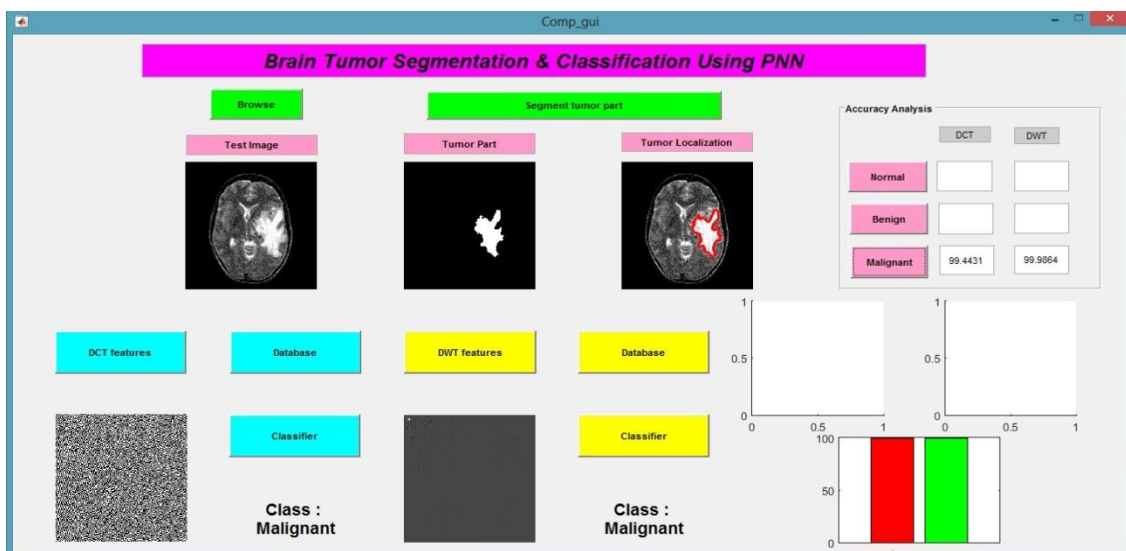 Comp_gui
Brain Tumor Segmentation & Classification Using PNN
Browse
Segment tumor part
Test Image
Tumor Part
Tumor Localization
Accuracy Analysis
DCT DWT
Normal
Benign
Malignant 99.4431 99.9864
DCT features
Database
DWT features
Database
Classifier
Classifier
Class :
Malignant
Class :
Malignant
1
0.5
0
0 0.5 1
1
0.5
0
0 0.5 1
100
50
0